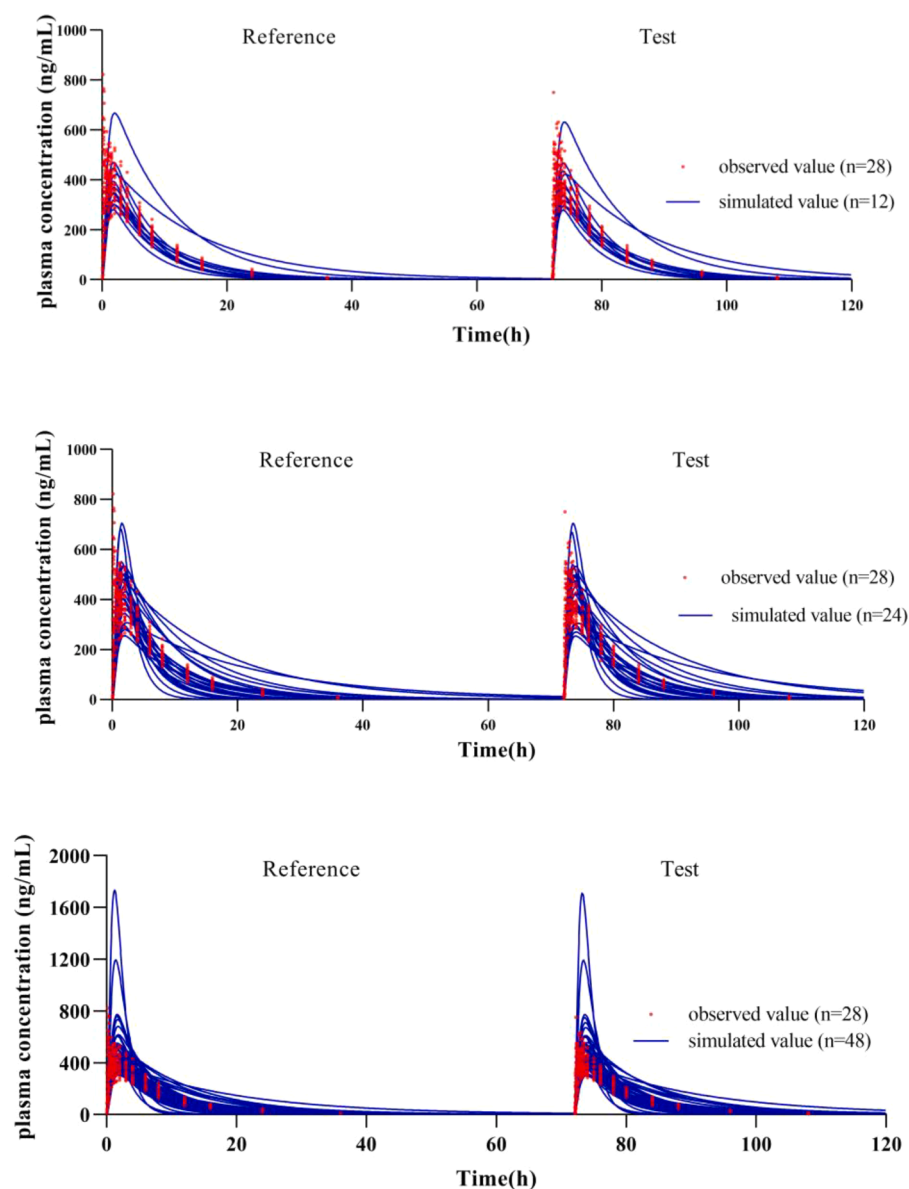 Reference Test
plasma concentration (ng/mL)
1000
800
600
400
200
0
observed value (n=28)
simulated value (n=12)
0 20 40 60 80 100 120
Time(h)
Reference Test
plasma concentration (ng/mL)
1000
800
600
400
200
0
observed value (n=28)
simulated value (n=24)
0 20 40 60 80 100 120
Time(h)
Reference Test
plasma concentration (ng/mL)
2000
1600
1200
800
400
0
observed value (n=28)
simulated value (n=48)
0 20 40 60 80 100 120
Time(h)